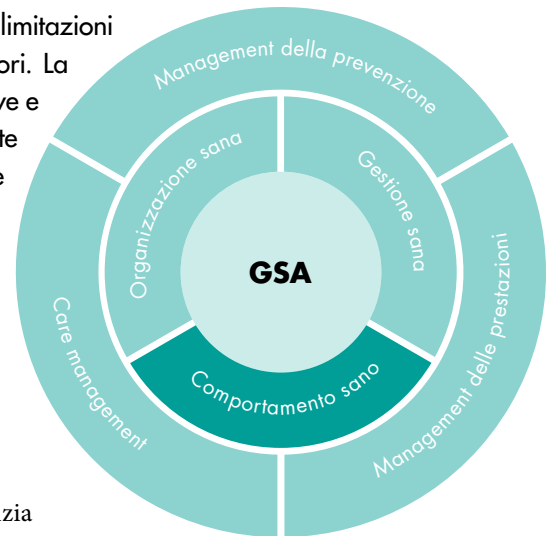 limitazioni
ori. La
ve e
te
e
zia
Management della prevenzione
Organizzazione sana
Gestione sana
GSA
Comportamento sano
Care management
Management delle prestazioni